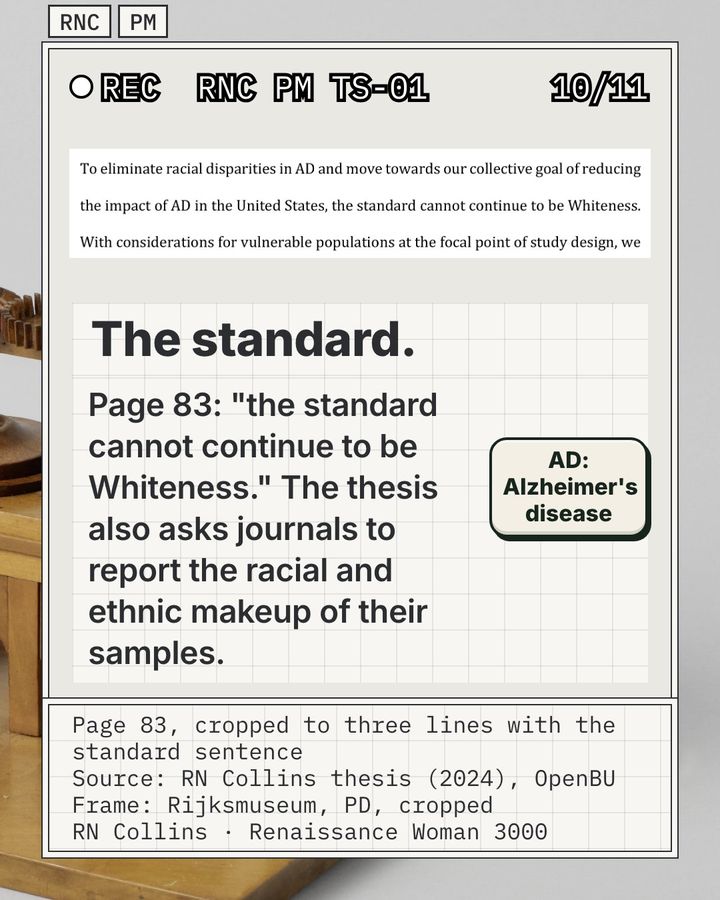 RNC PM
REC RNC PM TS-01 10/11
To eliminate racial disparities in AD and move towards our collective goal of reducing
the impact of AD in the United States, the standard cannot continue to be Whiteness.
With considerations for vulnerable populations at the focal point of study design, we
The standard.
Page 83: "the standard
cannot continue to be
Whiteness." The thesis
also asks journals to
report the racial and
ethnic makeup of their
samples.
AD:
Alzheimer's
disease
Page 83, cropped to three lines with the
standard sentence
Source: RN Collins thesis (2024), OpenBU
Frame: Rijksmuseum, PD, cropped
RN Collins · Renaissance Woman 3000